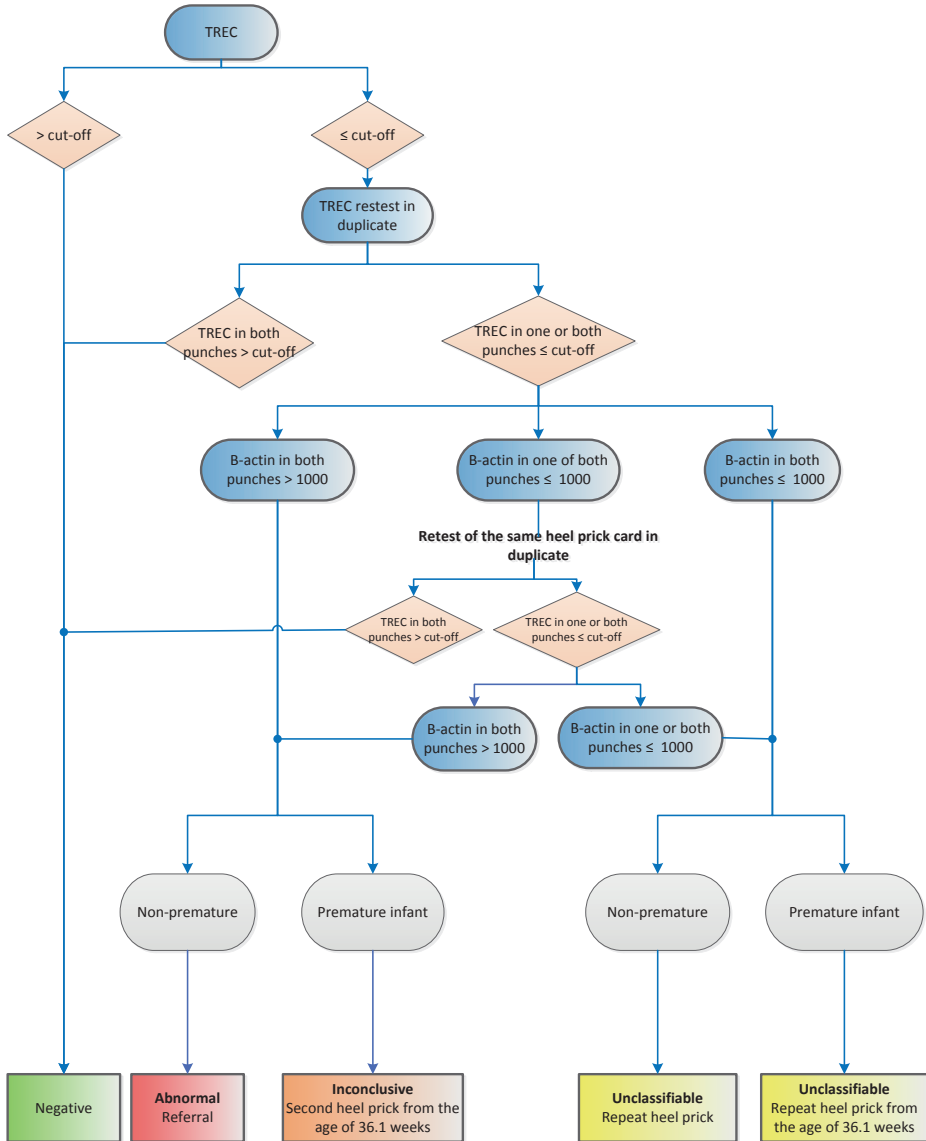 TREC
> cut-off
≤ cut-off
TREC restest in
duplicate
TREC in both
punches > cut-off
TREC in one or both
punches ≤ cut-off
B-actin in both
punches > 1000
B-actin in one of both
punches ≤ 1000
B-actin in both
punches ≤ 1000
Retest of the same heel prick card in
duplicate
TREC in both
punches > cut-off
TREC in one or both
punches ≤ cut-off
B-actin in both
punches > 1000
B-actin in one or both
punches ≤ 1000
Non-premature
Premature infant
Non-premature
Premature infant
Negative
Abnormal
Referral
Inconclusive
Second heel prick from the
age of 36.1 weeks
Unclassifiable
Repeat heel prick
Unclassifiable
Repeat heel prick from
the age of 36.1 weeks